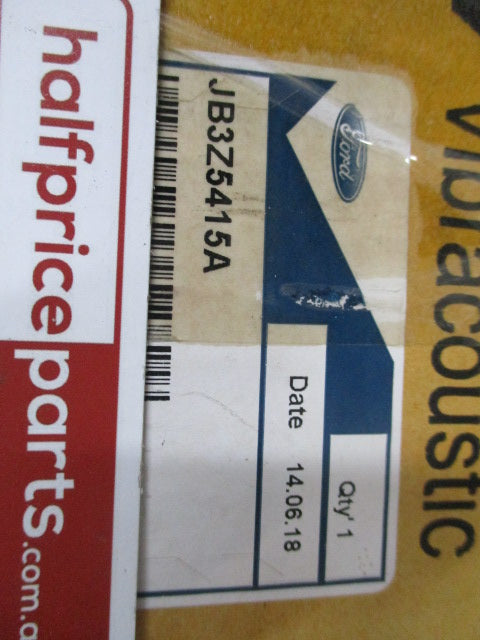 vibracoustic
Ford
Qty' 1
Date 14.06.18
JB3Z5415A
halfpriceparts.com.a